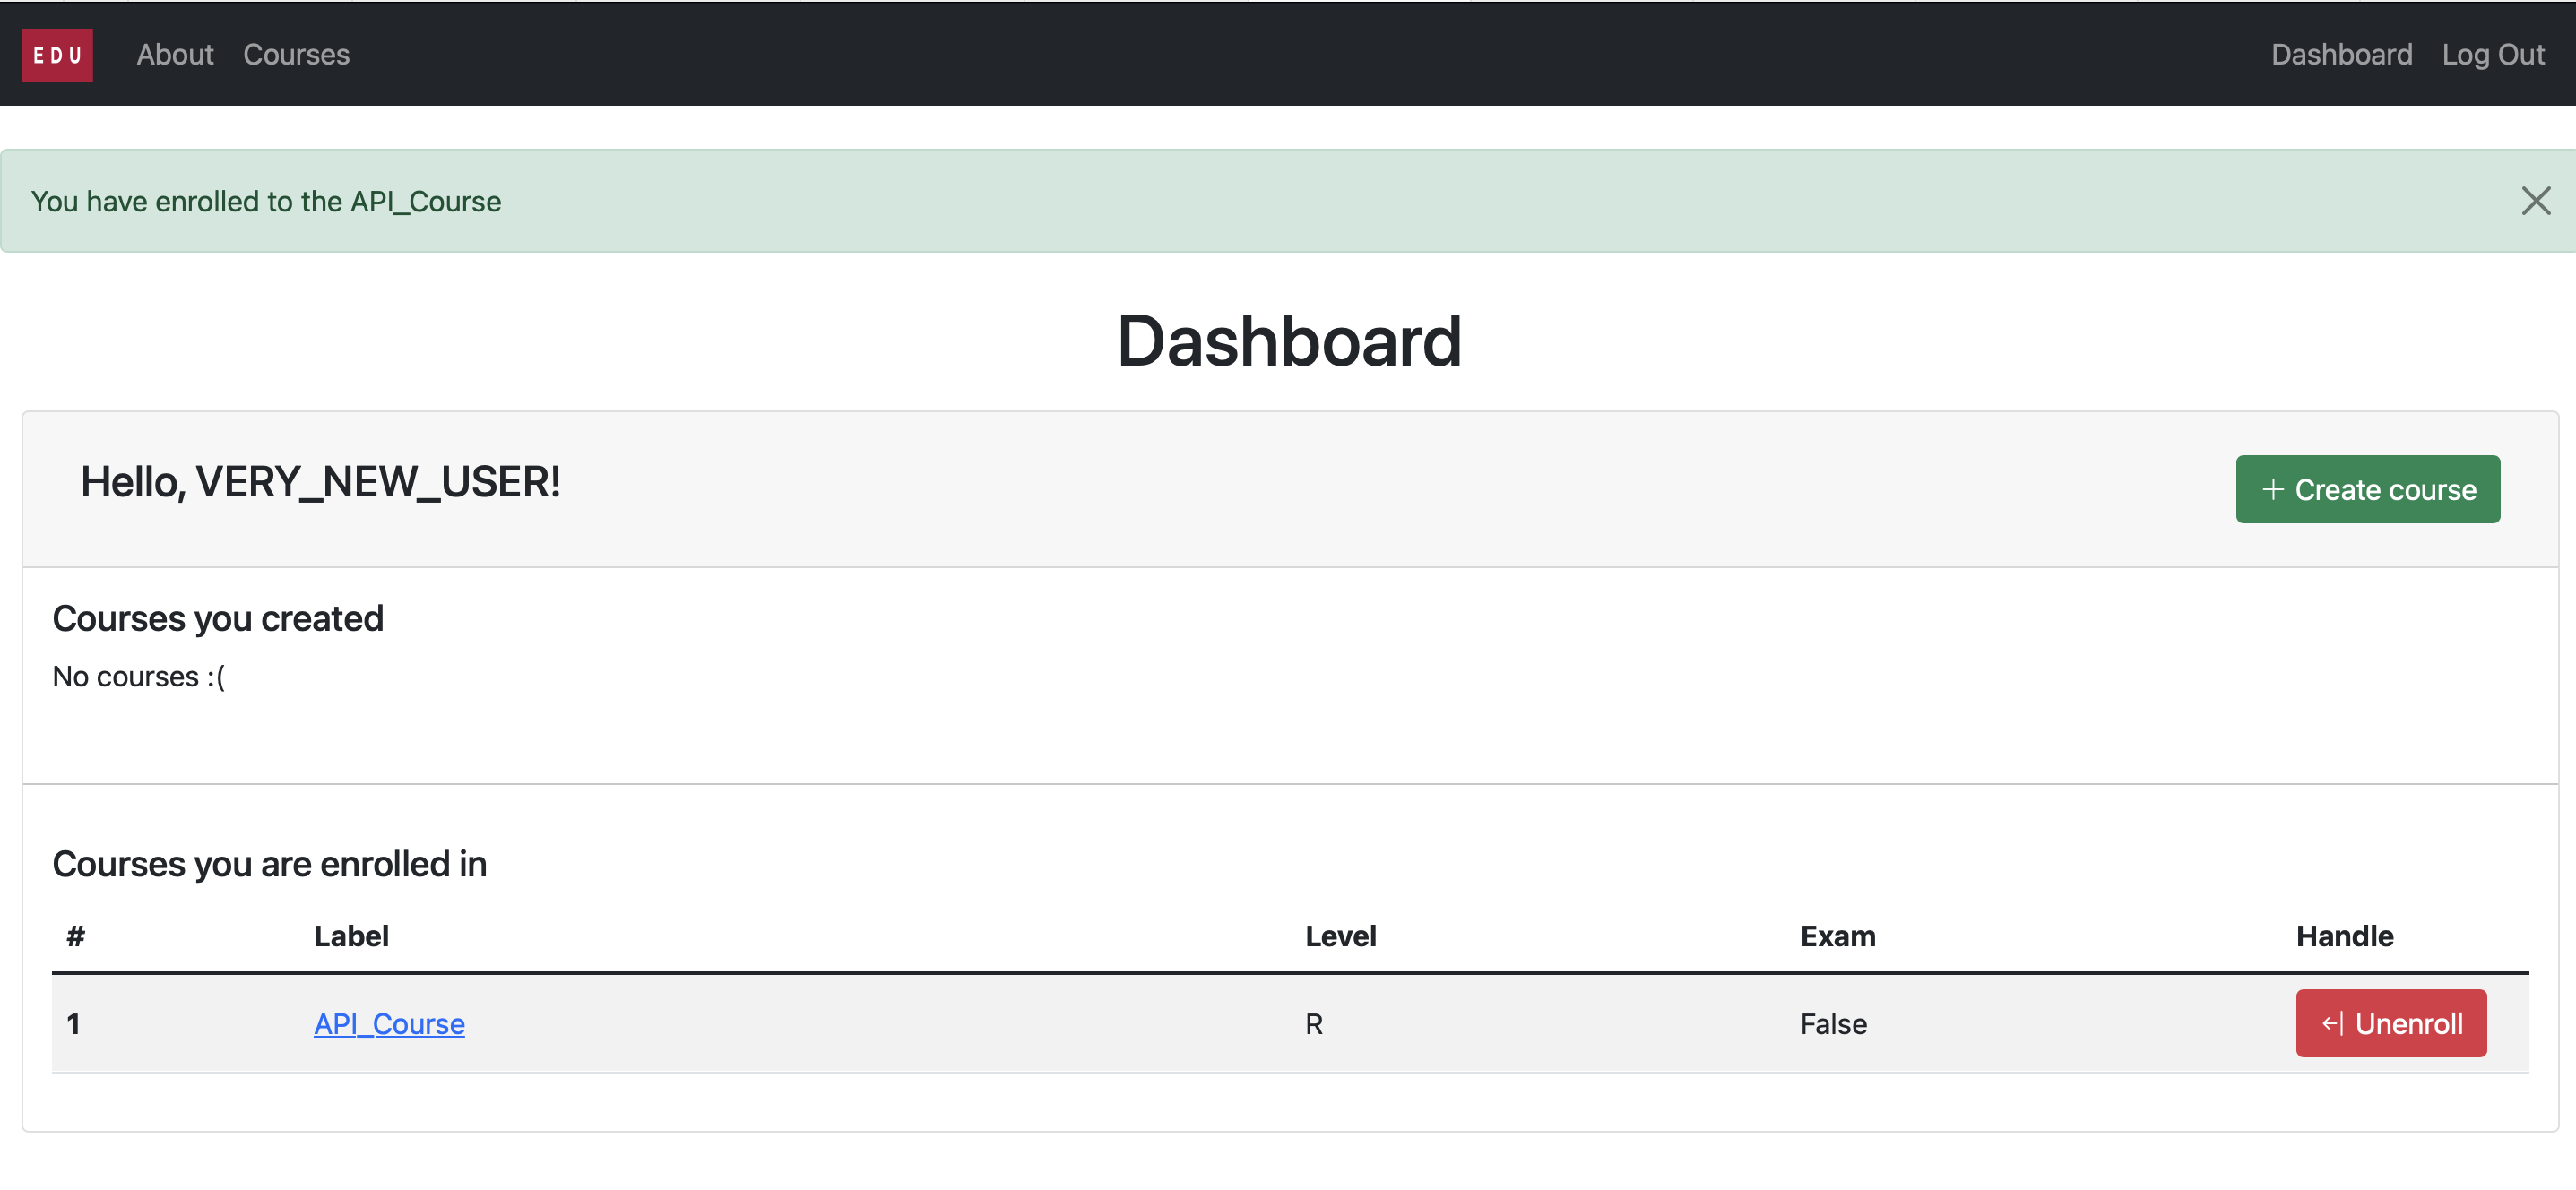 EDU About Courses Dashboard Log Out
You have enrolled to the API_Course
Dashboard
Hello, VERY_NEW_USER! + Create course
Courses you created
No courses :(
Courses you are enrolled in
# Label Level Exam Handle
1 API_Course R False Unenroll